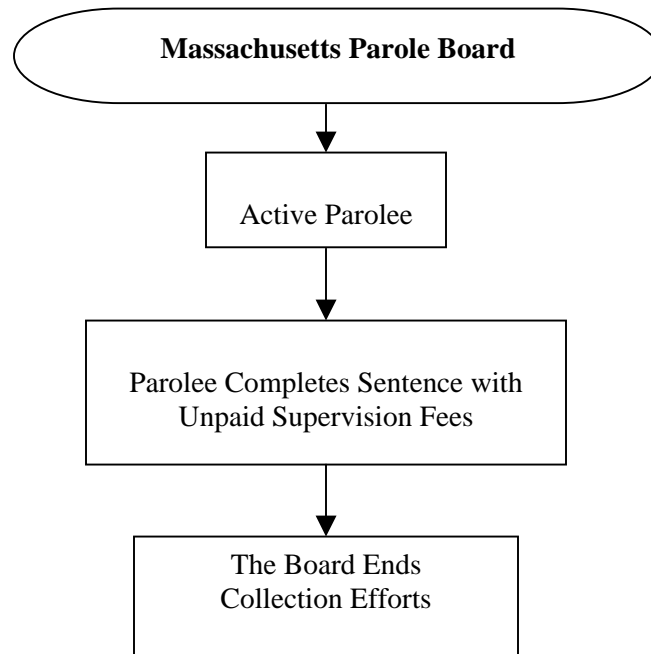 Massachusetts Parole Board
Active Parolee
Parolee Completes Sentence with
Unpaid Supervision Fees
The Board Ends
Collection Efforts